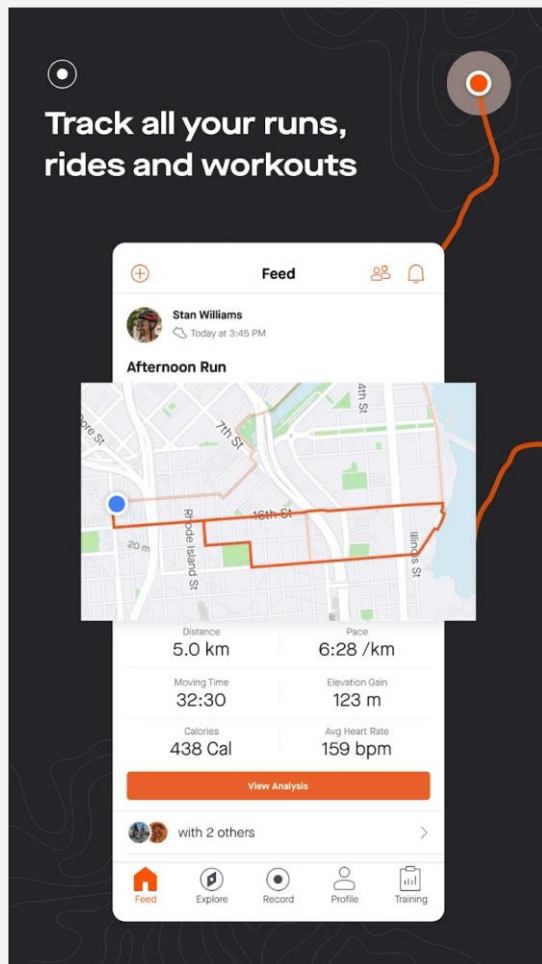 Track all your runs,
rides and workouts
Feed
Stan Williams
Today at 3:45 PM
Afternoon Run
4th St
7th St
16th St
Rhode Island St
Illinois St
20 m
Distance
5.0 km
Pace
6:28 /km
Moving Time
32:30
Elevation Gain
123 m
Calories
438 Cal
Avg Heart Rate
159 bpm
View Analysis
with 2 others
Feed
Explore
Record
Profile
Training